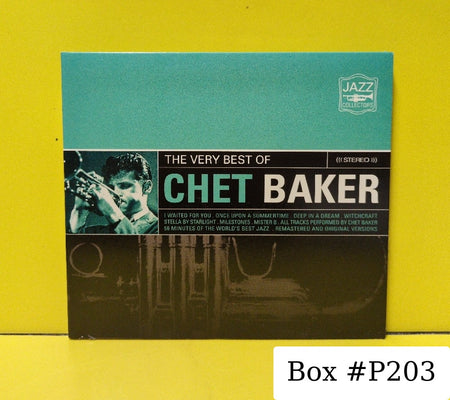 JAZZ
COLLECTORS
THE VERY BEST OF
((( STEREO )))
CHET BAKER
I WAITED FOR YOU . ONCE UPON A SUMMERTIME . DEEP IN A DREAM . WITCHCRAFT
STELLA BY STARLIGHT . MILESTONES . MISTER B . ALL TRACKS PERFORMED BY CHET BAKER
56 MINUTES OF THE WORLD'S BEST JAZZ . REMASTERED AND ORIGINAL VERSIONS
Box #P203